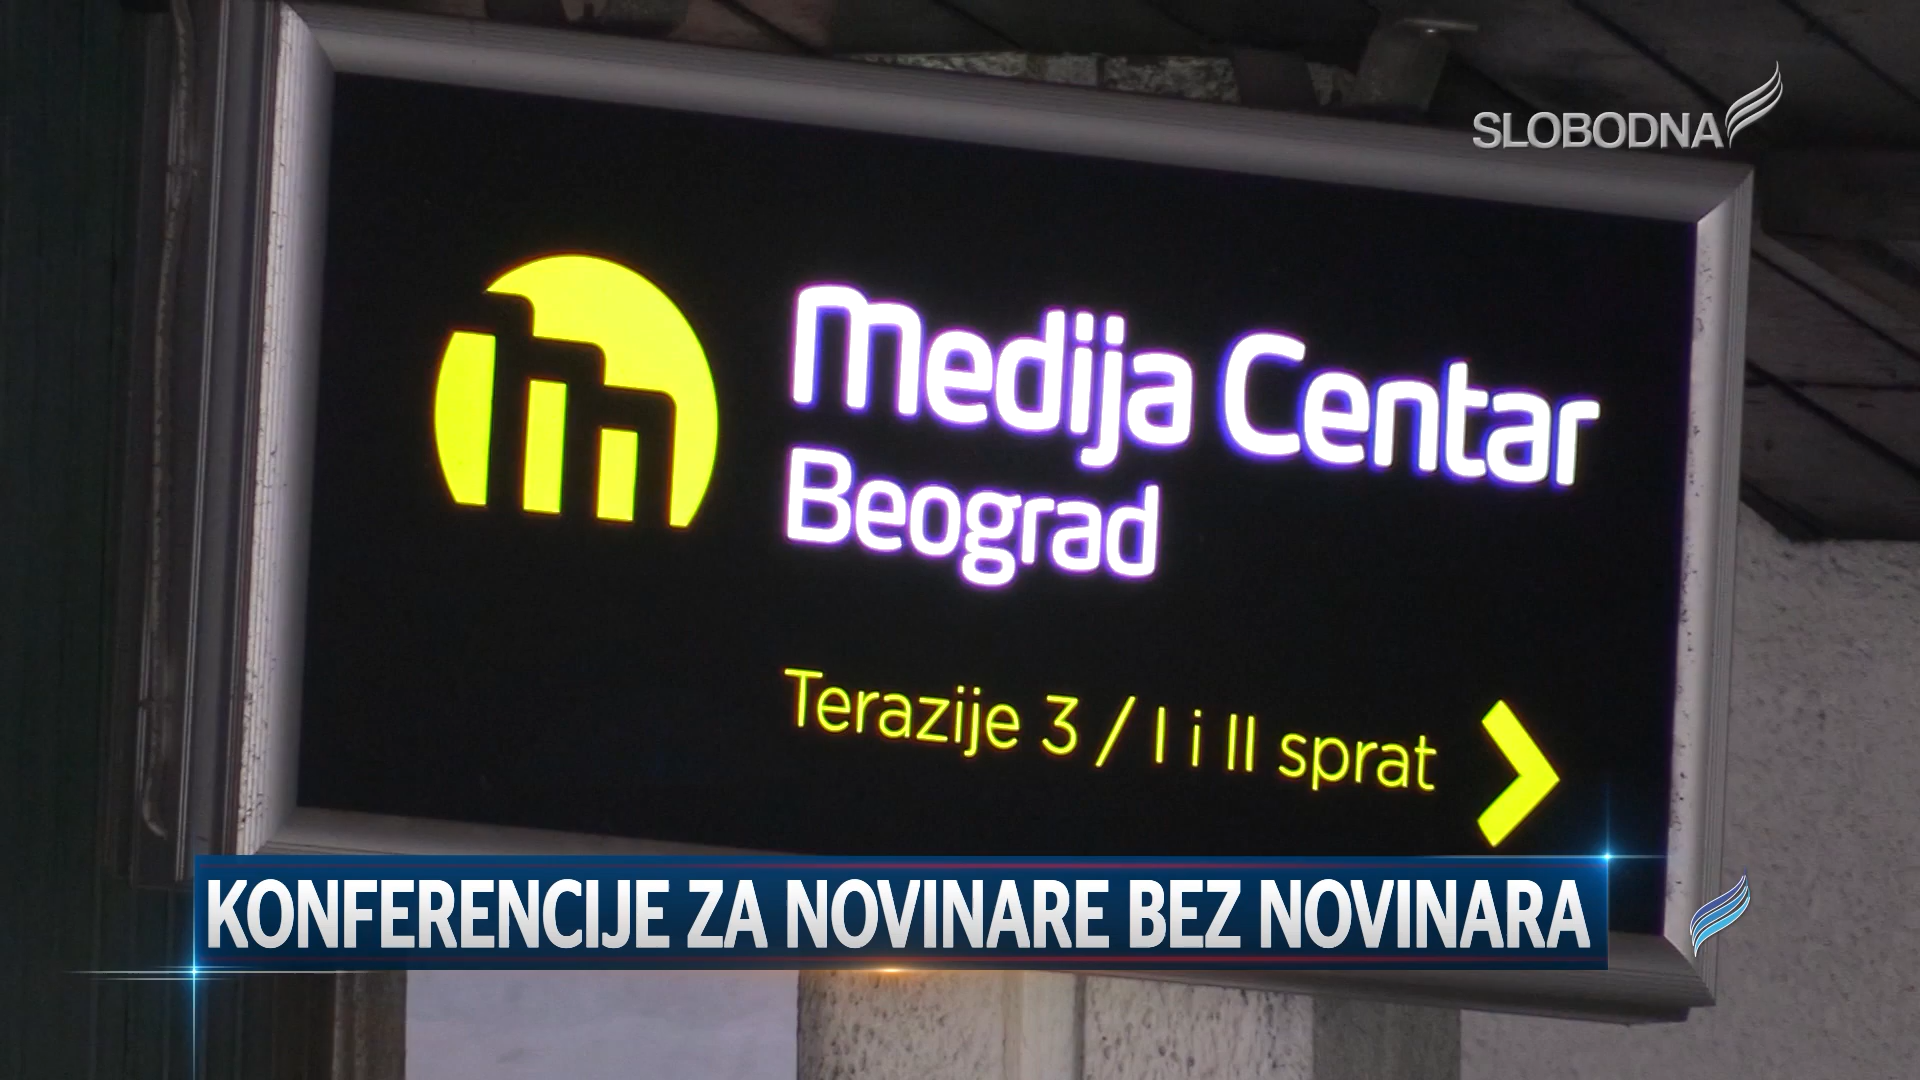 SLOBODNA
Medija Centar
Beograd
Terazije 3 / I i II sprat
KONFERENCIJE ZA NOVINARE BEZ NOVINARA